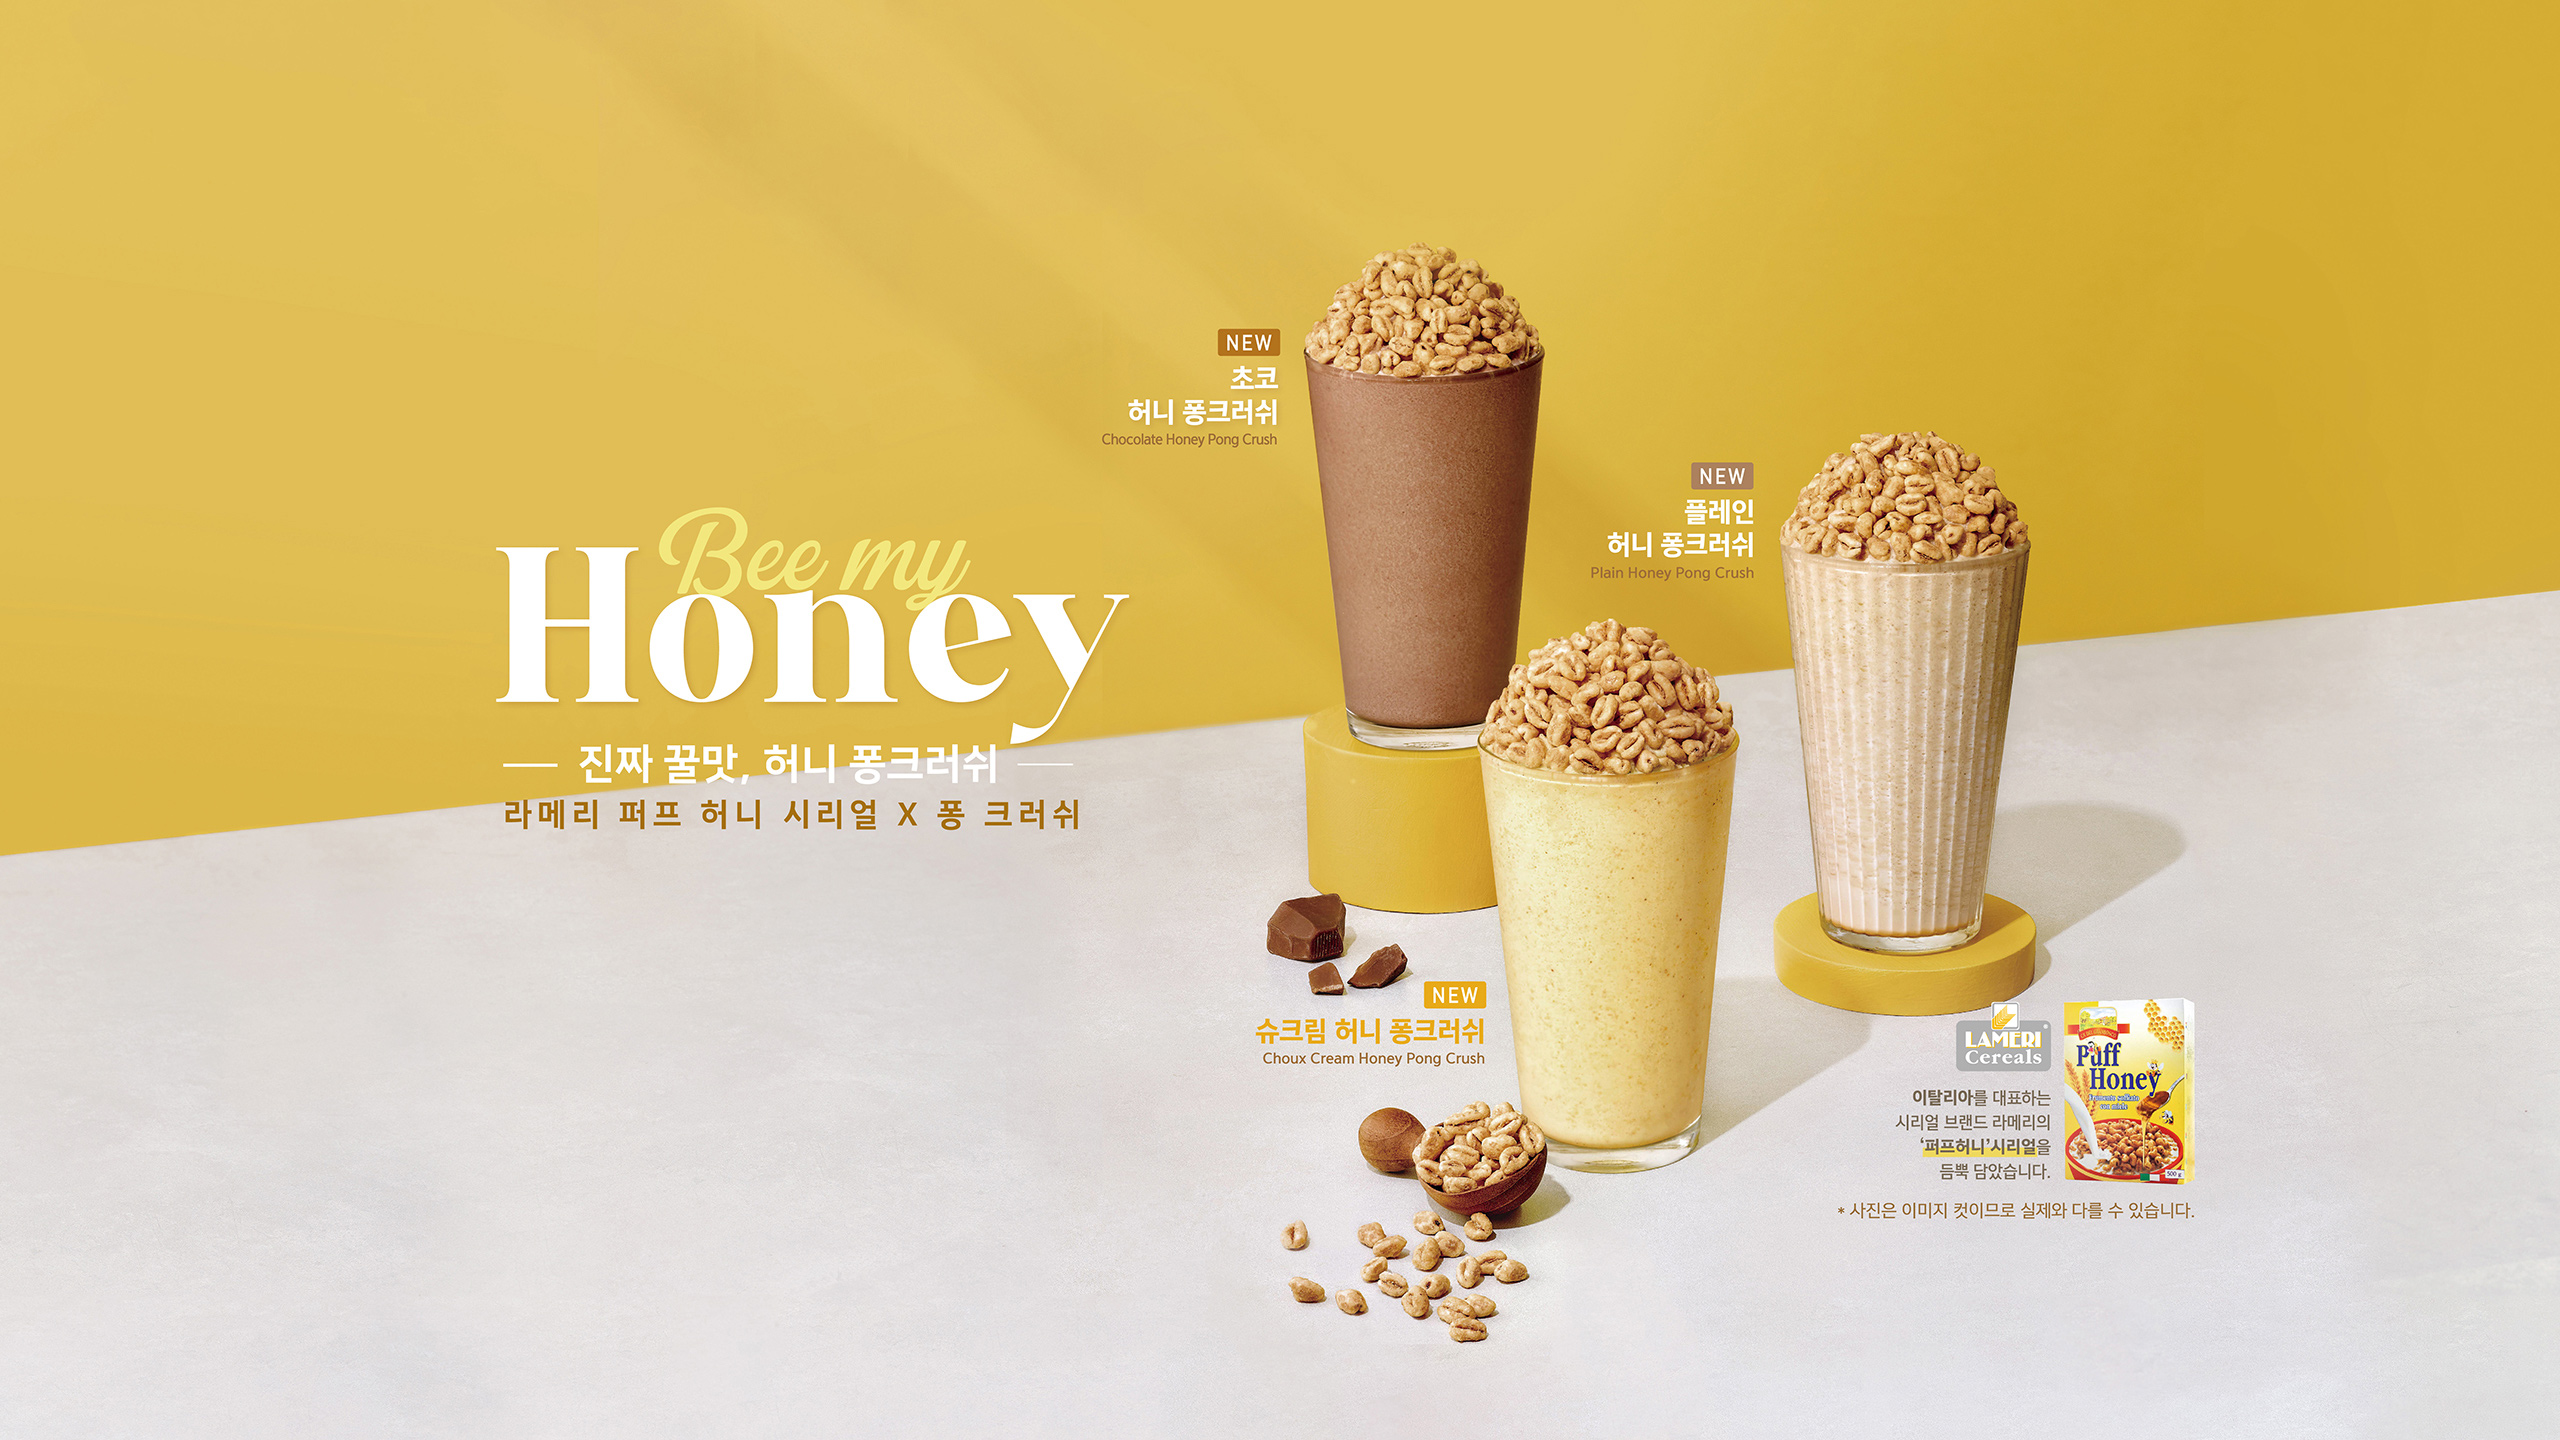 Bee my
Honey
진짜 꿀맛, 허니 퐁크러쉬
라메리 퍼프 허니 시리얼 X 퐁 크러쉬
NEW
초코
허니 퐁크러쉬
Chocolate Honey Pong Crush
NEW
플레인
허니 퐁크러쉬
Plain Honey Pong Crush
NEW
슈크림 허니 퐁크러쉬
Choux Cream Honey Pong Crush
LAMERI
Cereals
이탈리아를 대표하는
시리얼 브랜드 라메리의
‘퍼프허니’시리얼을
듬뿍 담았습니다.
Puff
Honey
con miele
500 g
* 사진은 이미지 컷이므로 실제와 다를 수 있습니다.